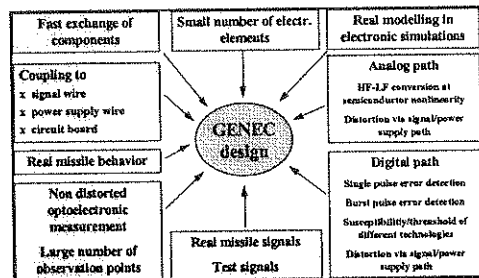 Fast exchange of
components
Small number of electr.
elements
Real modelling in
electronic simulations
Coupling to
x signal wire
x power supply wire
x circuit board
Real missile behavior
Non distorted
optoelectronic
measurement
Large number of
observation points
GENEC
design
Real missile signals
Test signals
Analog path
HF-LF conversion at
semiconductor nonlinearity
Distortion via signal/power
supply path
Digital path
Single pulse error detection
Burst pulse error detection
Susceptibility/threshold of
different technologies
Distortion via signal/power
supply path